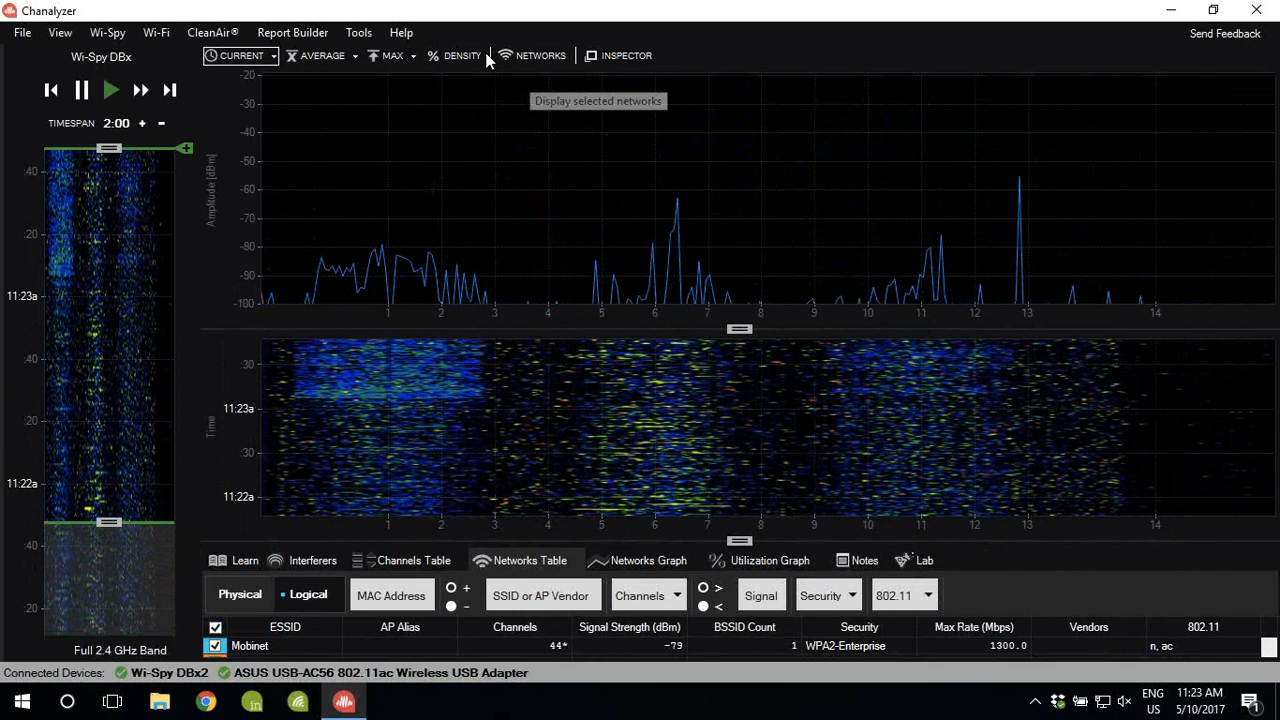 Chanalyzer
File View Wi-Spy Wi-Fi CleanAir® Report Builder Tools Help Send Feedback
Wi-Spy DBx
CURRENT AVERAGE MAX % DENSITY NETWORKS INSPECTOR
Display selected networks
TIMESPAN 2:00 + -
:40
:20
11:23a
:40
:20
11:22a
:40
:20
Full 2.4 GHz Band
Amplitude [dBm]
-20
-30
-40
-50
-60
-70
-80
-90
-100
1 2 3 4 5 6 7 8 9 10 11 12 13 14
Time
:30
11:23a
:30
11:22a
1 2 3 4 5 6 7 8 9 10 11 12 13 14
Learn Interferers Channels Table Networks Table Networks Graph Utilization Graph Notes Lab
Physical Logical MAC Address + - SSID or AP Vendor Channels > < Signal Security 802.11
ESSID AP Alias Channels Signal Strength (dBm) BSSID Count Security Max Rate (Mbps) Vendors 802.11
Mobinet 44* -79 1 WPA2-Enterprise 1300.0 n, ac
Connected Devices: Wi-Spy DBx2 ASUS USB-AC56 802.11ac Wireless USB Adapter
in
ENG
US
11:23 AM
5/10/2017
1